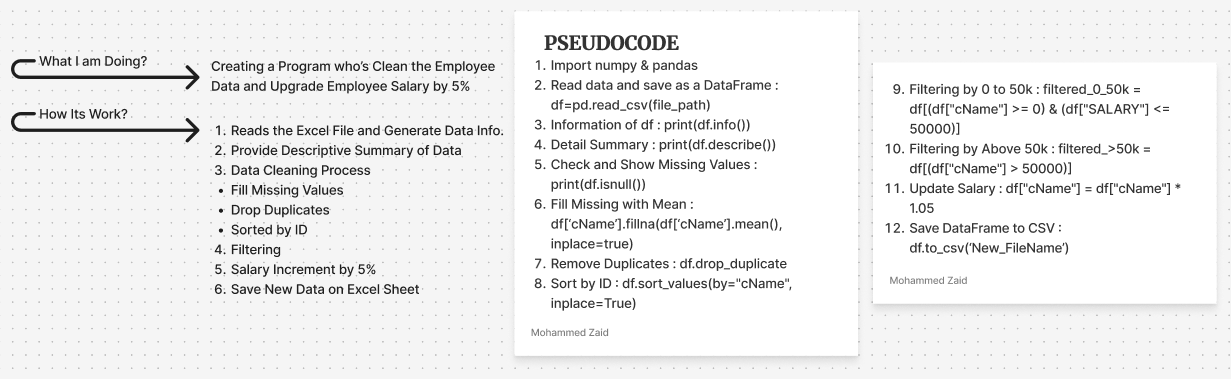 What I am Doing?
Creating a Program who's Clean the Employee
Data and Upgrade Employee Salary by 5%
How Its Work?
1. Reads the Excel File and Generate Data Info.
2. Provide Descriptive Summary of Data
3. Data Cleaning Process
• Fill Missing Values
• Drop Duplicates
• Sorted by ID
4. Filtering
5. Salary Increment by 5%
6. Save New Data on Excel Sheet
PSEUDOCODE
1. Import numpy & pandas
2. Read data and save as a DataFrame :
df=pd.read_csv(file_path)
3. Information of df : print(df.info())
4. Detail Summary : print(df.describe())
5. Check and Show Missing Values :
print(df.isnull())
6. Fill Missing with Mean :
df['cName'].fillna(df['cName'].mean(),
inplace=true)
7. Remove Duplicates : df.drop_duplicate
8. Sort by ID : df.sort_values(by="cName",
inplace=True)
Mohammed Zaid
9. Filtering by 0 to 50k : filtered_0_50k =
df[(df["cName"] >= 0) & (df["SALARY"] <=
50000)]
10. Filtering by Above 50k : filtered_>50k =
df[(df["cName"] > 50000)]
11. Update Salary : df["cName"] = df["cName"] *
1.05
12. Save DataFrame to CSV :
df.to_csv('New_FileName')
Mohammed Zaid